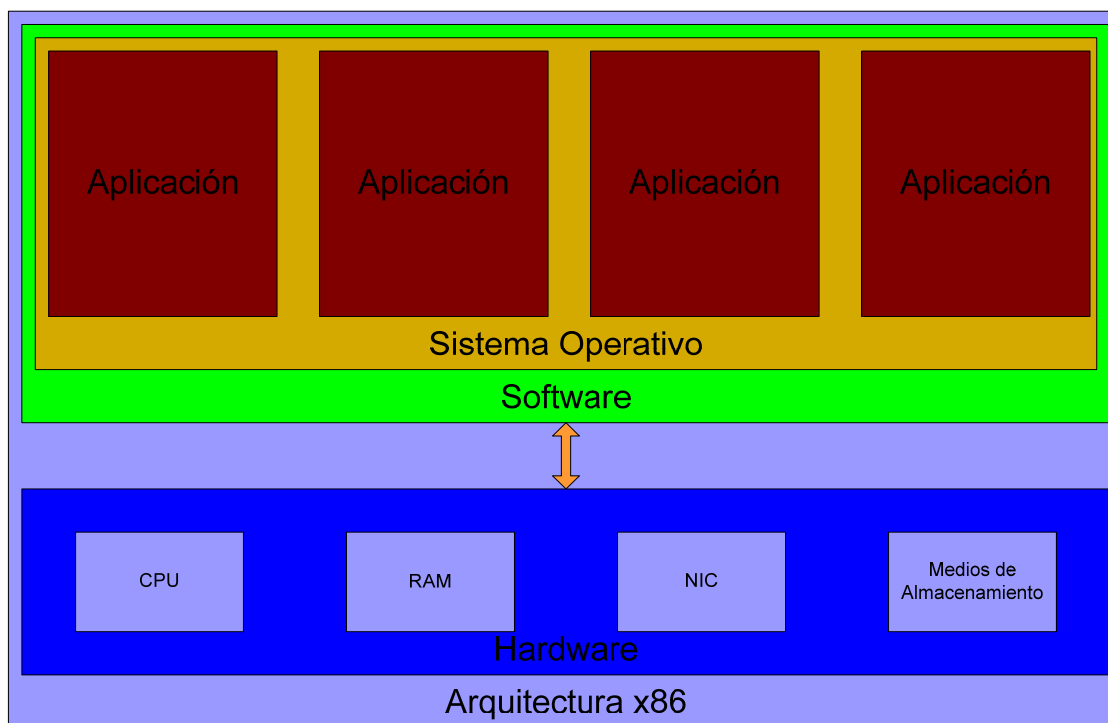 Aplicación
Aplicación
Aplicación
Aplicación
Sistema Operativo
Software
CPU
RAM
NIC
Medios de
Almacenamiento
Hardware
Arquitectura x86